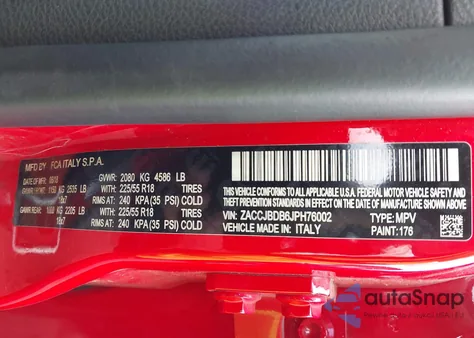 MFD BY FCA ITALY S.P.A.
DATE OF MFG 06/18 GVWR: 2080 KG 4586 LB
GAWR FRONT: 1150 KG 2535 LB WITH 225/55 R18 TIRES
18x7 RIMS AT: 240 KPA (35 PSI) COLD
GAWR REAR: 1000 KG 2205 LB WITH 225/55 R18 TIRES
18x7 RIMS AT: 240 KPA (35 PSI) COLD
THIS VEHICLE CONFORMS TO ALL APPLICABLE
FEDERAL MOTOR VEHICLE SAFETY AND THEFT
PREVENTION STANDARDS IN EFFECT ON THE
DATE OF MANUFACTURE SHOWN ABOVE.
VIN: ZACCJBDB6JPH76002 TYPE: MPV
VEHICLE MADE IN: ITALY PAINT: 176
autoSnap